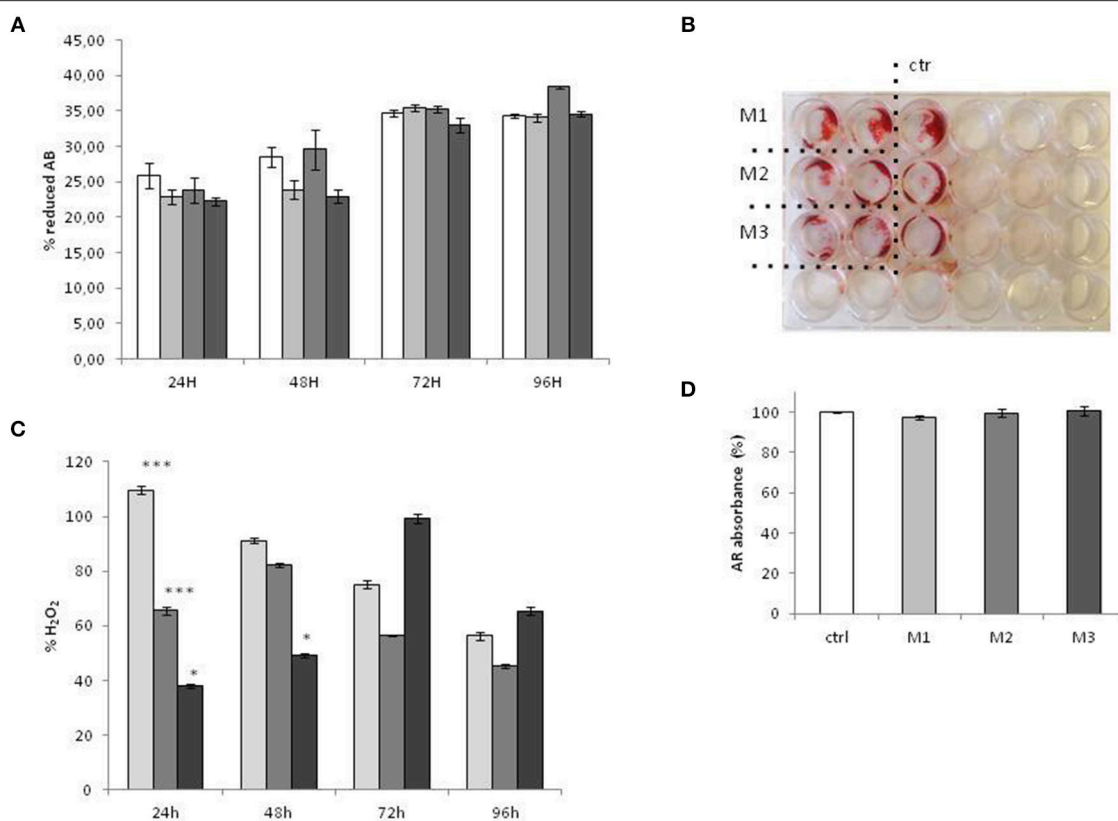 A
% reduced AB
45,00
40,00
35,00
30,00
25,00
20,00
15,00
10,00
5,00
0,00
24H 48H 72H 96H
B
ctr
M1
M2
M3
C
% H₂O₂
120
100
80
60
40
20
0
***
***
*
*
24h 48h 72h 96h
D
AR absorbance (%)
100
80
60
40
20
0
ctrl M1 M2 M3